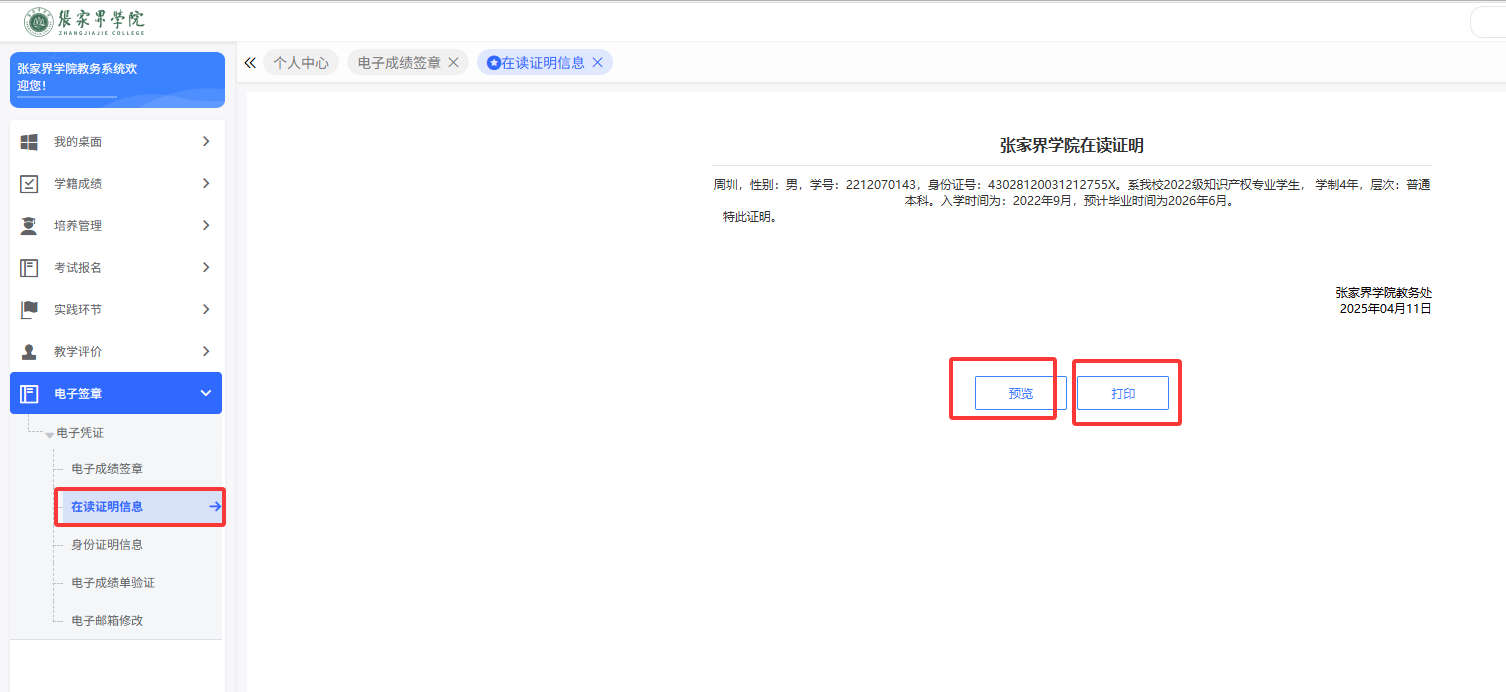 张家界学院
ZHANGJIAJIE COLLEGE
张家界学院教务系统欢
迎您!
个人中心
电子成绩签章
在读证明信息
我的桌面
学籍成绩
培养管理
考试报名
实践环节
教学评价
电子签章
电子凭证
电子成绩签章
在读证明信息
身份证明信息
电子成绩单验证
电子邮箱修改
张家界学院在读证明
周圳，性别：男，学号：2212070143，身份证号：43028120031212755X。系我校2022级知识产权专业学生， 学制4年，层次：普通
本科。入学时间为：2022年9月，预计毕业时间为2026年6月。
特此证明。
张家界学院教务处
2025年04月11日
预览
打印